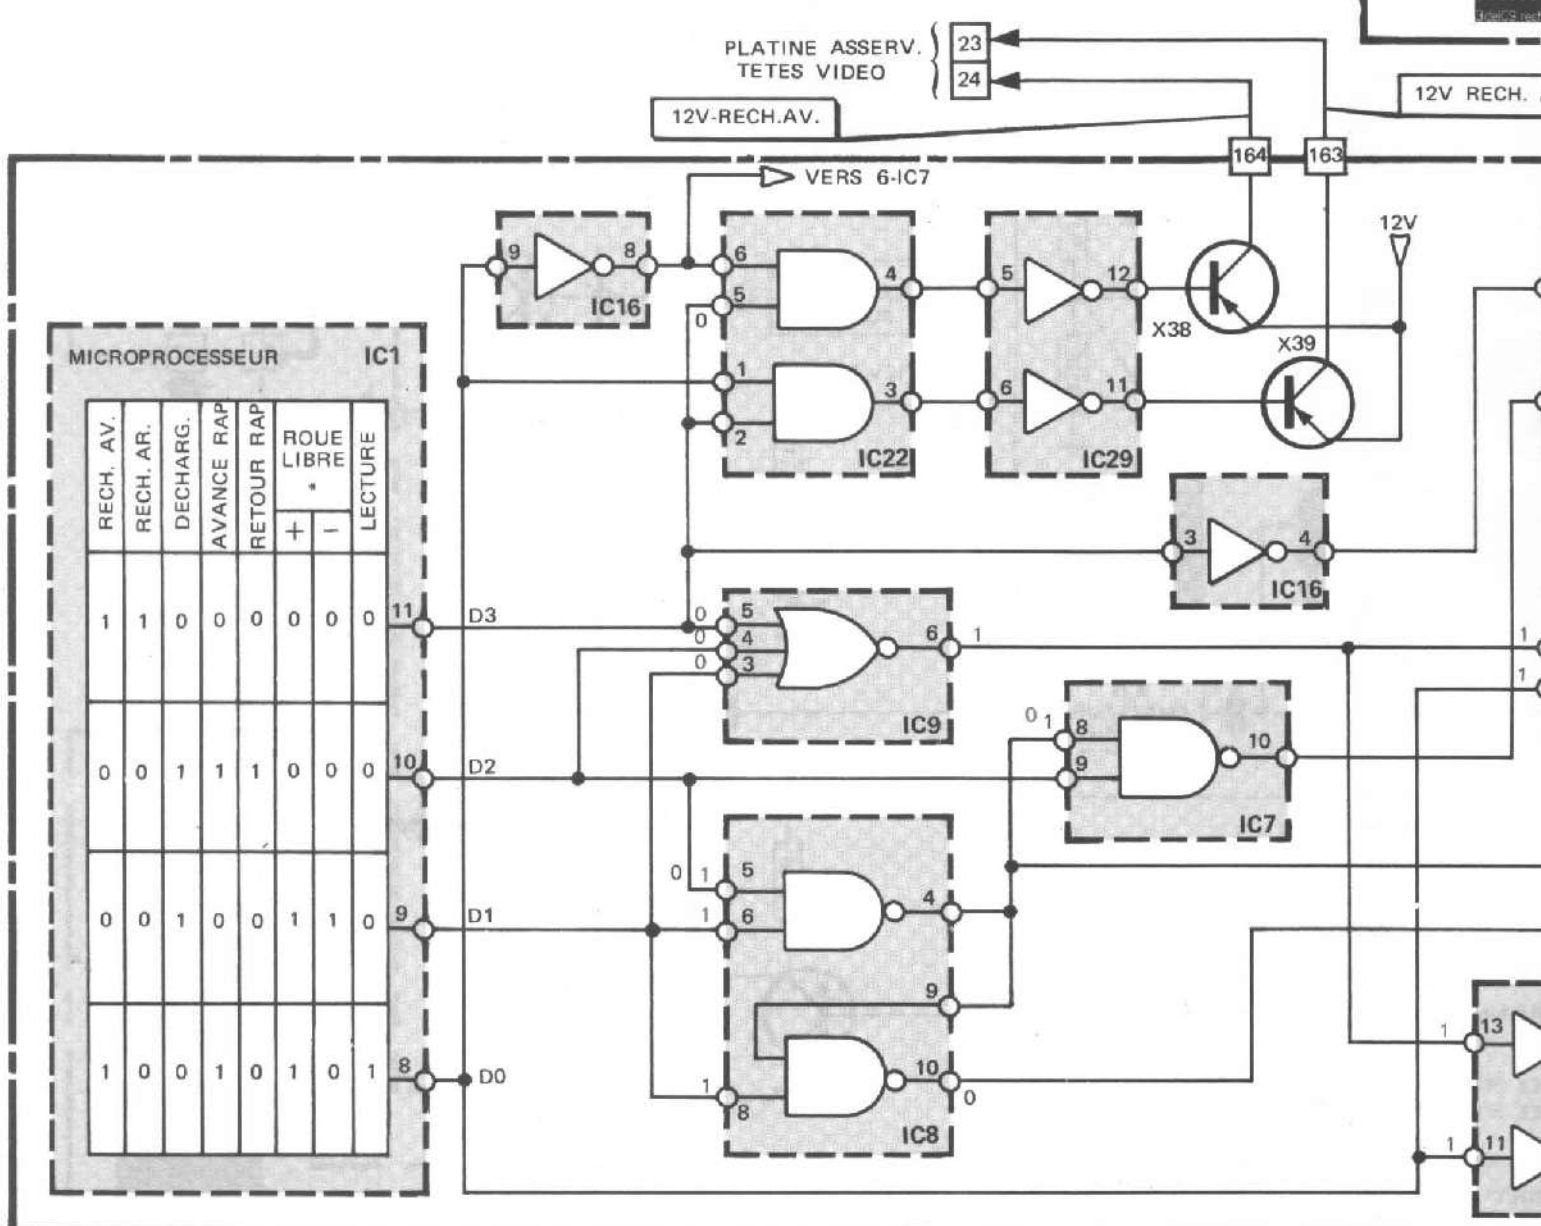 PLATINE ASSERV.
TETES VIDEO
23
24
12V-RECH.AV.
12V RECH.
164
163
VERS 6-IC7
12V
9
8
IC16
6
5
0
4
1
2
3
IC22
5
12
6
11
IC29
X38
X39
3
4
IC16
MICROPROCESSEUR IC1
RECH. AV.
RECH. AR.
DECHARG.
AVANCE RAP
RETOUR RAP
ROUE
LIBRE
*
+ -
LECTURE
1 1 0 0 0 0 0 0 11 D3
0 0 1 1 1 0 0 0 10 D2
0 0 1 0 0 1 1 0 9 D1
1 0 0 1 0 1 0 1 8 D0
0 5
0 4
0 3
6 1
IC9
1
1
0 1 8
9
10
IC7
0 1 5
1 6
4
9
1 8
10
0
IC8
1 13
1 11